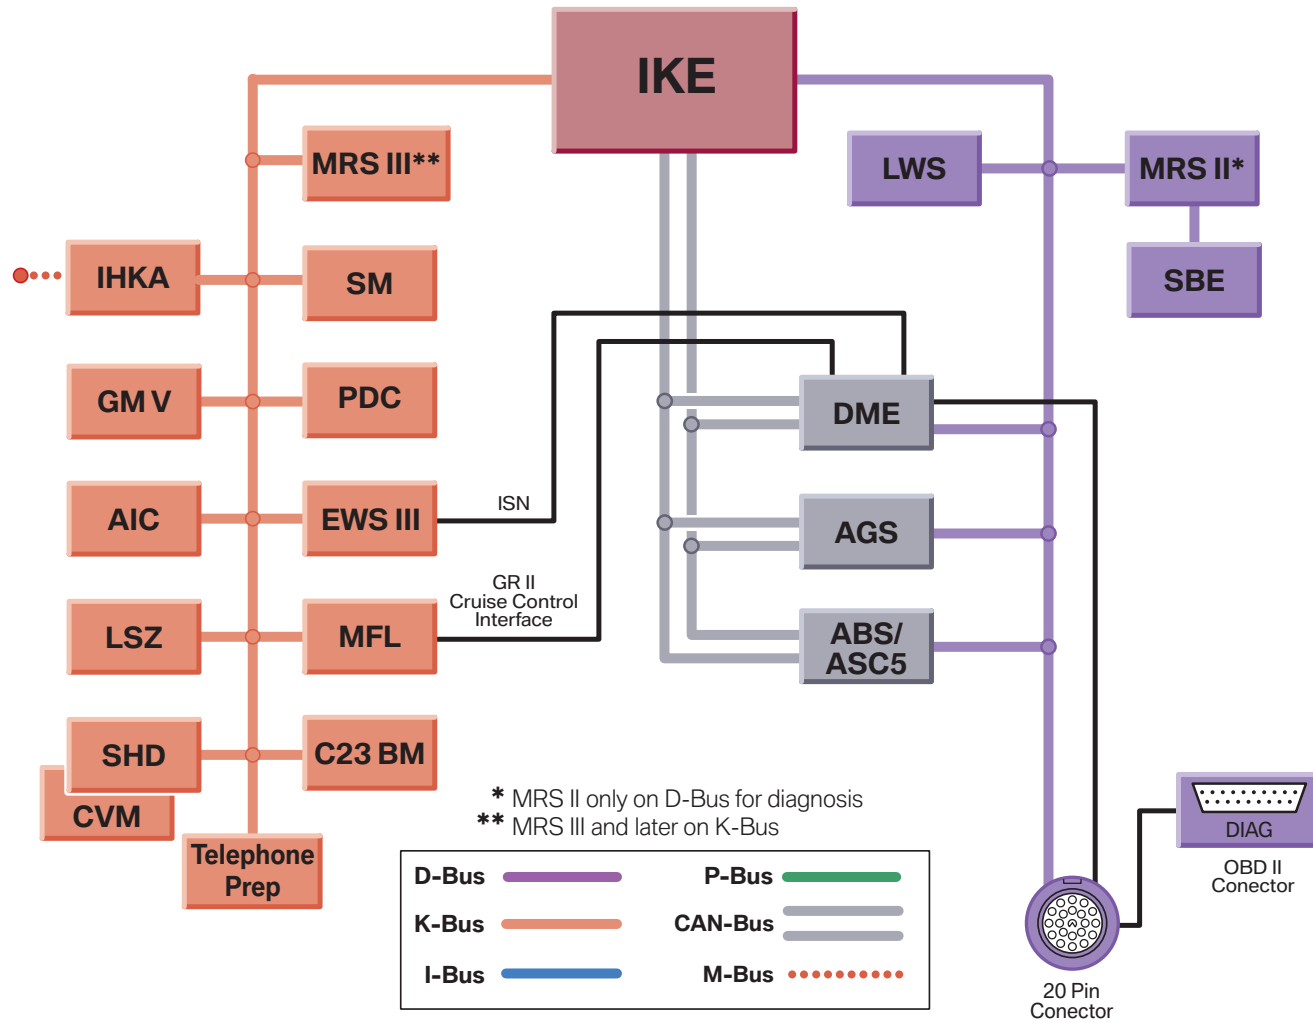 IKE
MRS III**
LWS
MRS II*
IHKA
SM
SBE
GM V
PDC
DME
AIC
EWS III
ISN
AGS
GR II
Cruise Control
Interface
LSZ
MFL
ABS/
ASC5
SHD
C23 BM
CVM
Telephone
Prep
* MRS II only on D-Bus for diagnosis
** MRS III and later on K-Bus
D-Bus
P-Bus
K-Bus
CAN-Bus
I-Bus
M-Bus
DIAG
OBD II
Conector
20 Pin
Conector